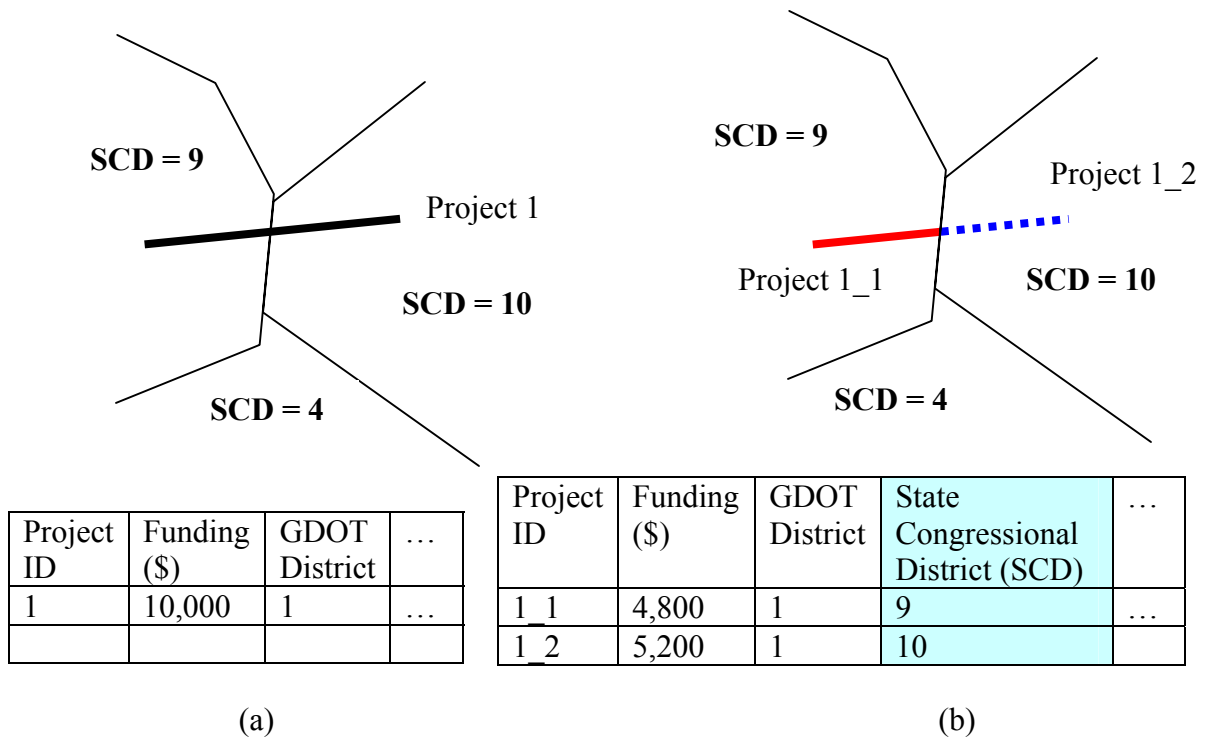 SCD = 9
Project 1
SCD = 10
SCD = 4
Project ID | Funding ($) | GDOT District | …
1 | 10,000 | 1 | …
(a)
SCD = 9
Project 1_2
Project 1_1
SCD = 10
SCD = 4
Project ID | Funding ($) | GDOT District | State Congressional District (SCD) | …
1_1 | 4,800 | 1 | 9 | …
1_2 | 5,200 | 1 | 10
(b)